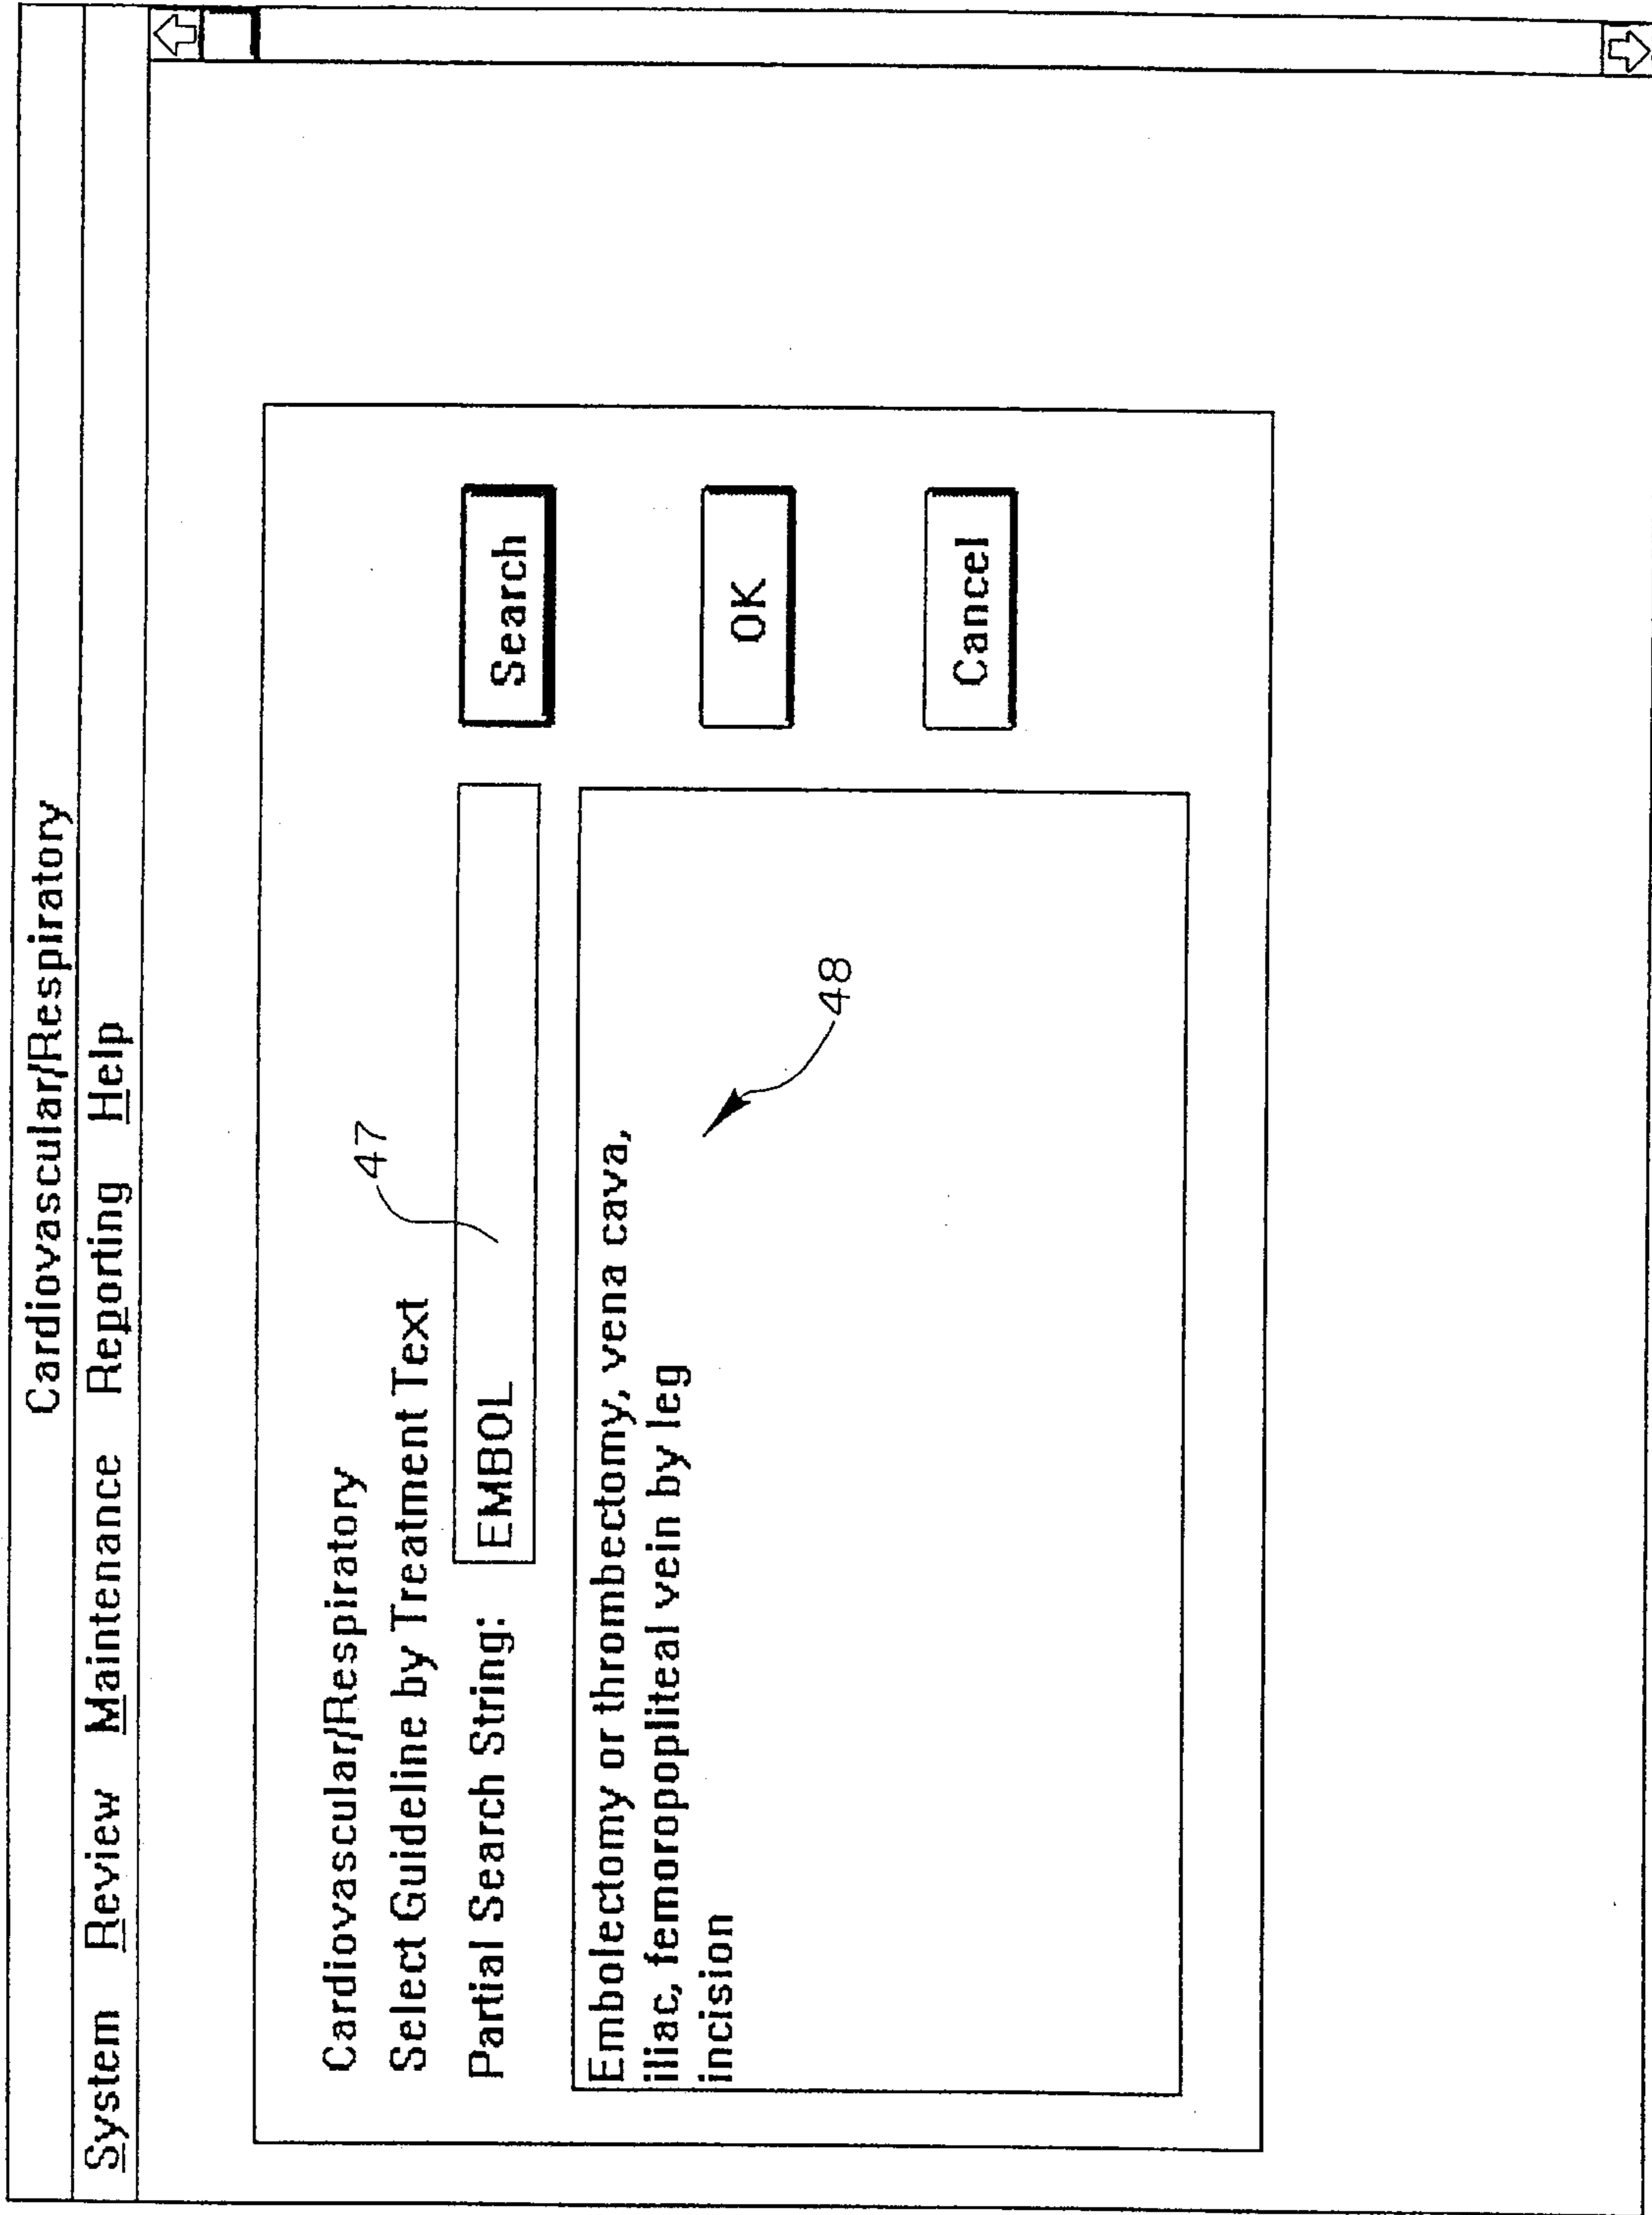 Cardiovascular/Respiratory
System Review Maintenance Reporting Help
Cardiovascular/Respiratory
Select Guideline by Treatment Text
47
Partial Search String: EMBOL
Search
Embolectomy or thrombectomy, vena cava,
iliac, femoropopliteal vein by leg
incision
48
OK
Cancel